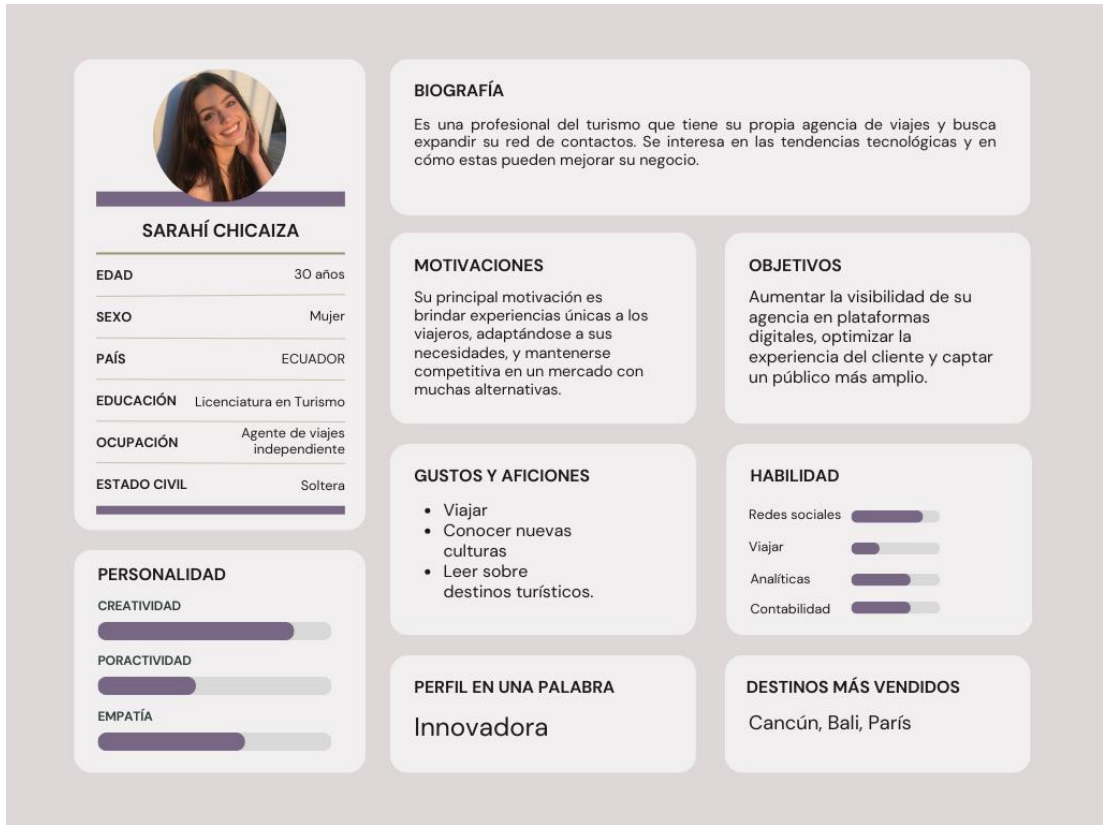 SARAHÍ CHICAIZA
EDAD 30 años
SEXO Mujer
PAÍS ECUADOR
EDUCACIÓN Licenciatura en Turismo
OCUPACIÓN Agente de viajes
independiente
ESTADO CIVIL Soltera
PERSONALIDAD
CREATIVIDAD
PORACTIVIDAD
EMPATÍA
BIOGRAFÍA
Es una profesional del turismo que tiene su propia agencia de viajes y busca
expandir su red de contactos. Se interesa en las tendencias tecnológicas y en
cómo estas pueden mejorar su negocio.
MOTIVACIONES
Su principal motivación es
brindar experiencias únicas a los
viajeros, adaptándose a sus
necesidades, y mantenerse
competitiva en un mercado con
muchas alternativas.
OBJETIVOS
Aumentar la visibilidad de su
agencia en plataformas
digitales, optimizar la
experiencia del cliente y captar
un público más amplio.
GUSTOS Y AFICIONES
• Viajar
• Conocer nuevas
culturas
• Leer sobre
destinos turísticos.
HABILIDAD
Redes sociales
Viajar
Analíticas
Contabilidad
PERFIL EN UNA PALABRA
Innovadora
DESTINOS MÁS VENDIDOS
Cancún, Bali, París